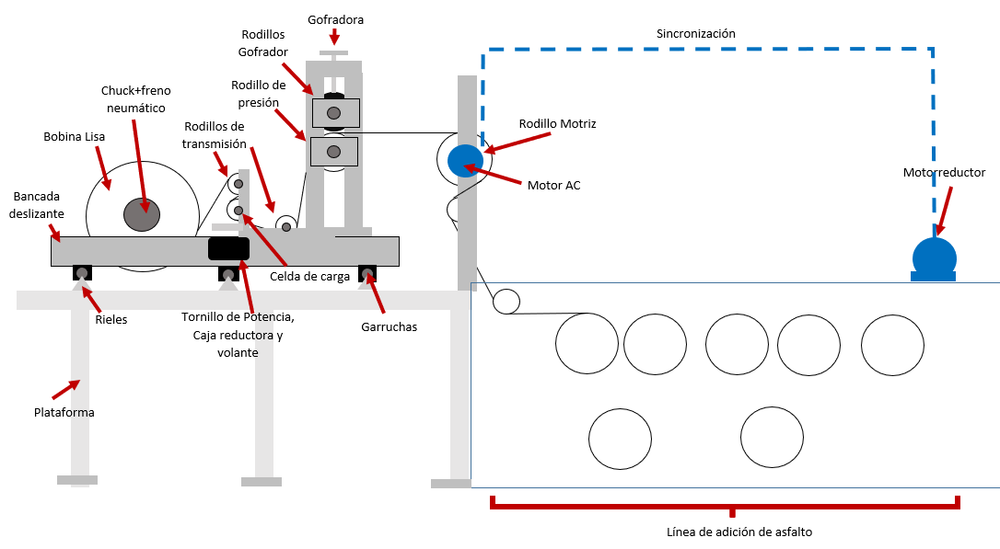 Gofradora
Rodillos
Gofrador
Sincronización
Rodillo de
presión
Chuck+freno
neumático
Rodillos de
transmisión
Rodillo Motriz
Bobina Lisa
Motorreductor
Motor AC
Bancada
deslizante
Celda de carga
Rieles
Tornillo de Potencia,
Caja reductora y
volante
Garruchas
Plataforma
Línea de adición de asfalto